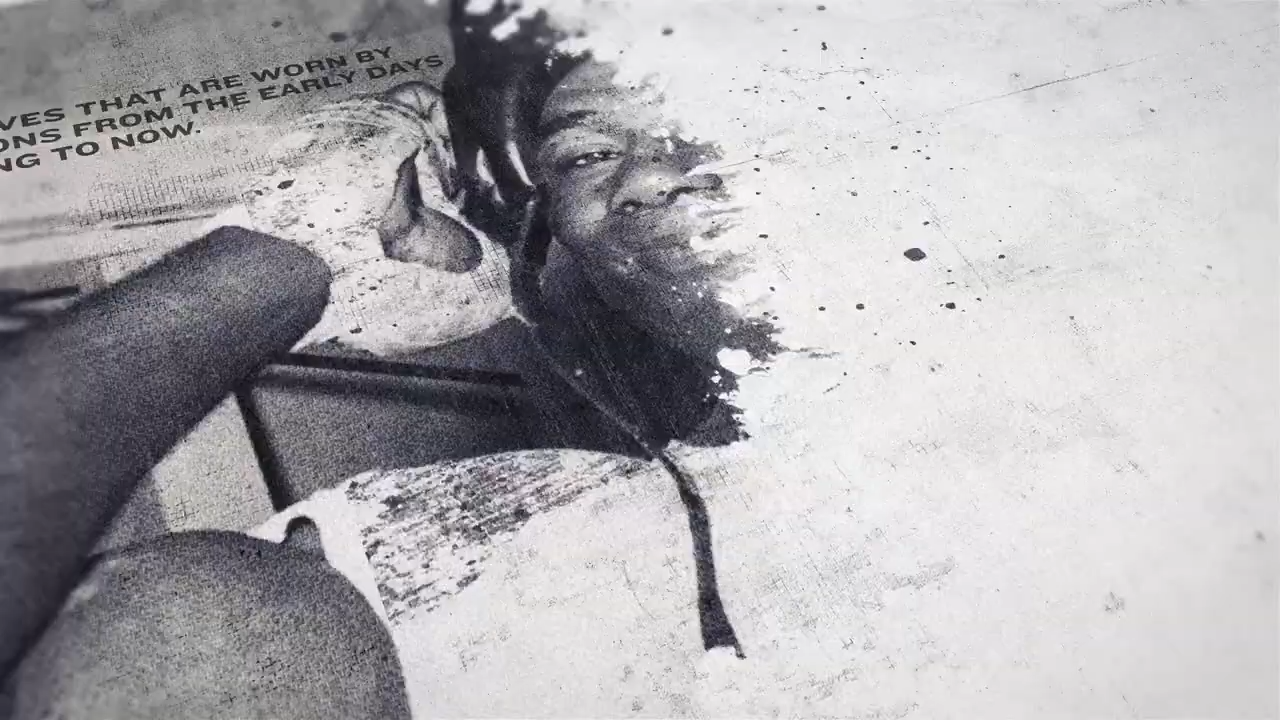 VES THAT ARE WORN BY
ONS FROM THE EARLY DAYS
NG TO NOW.